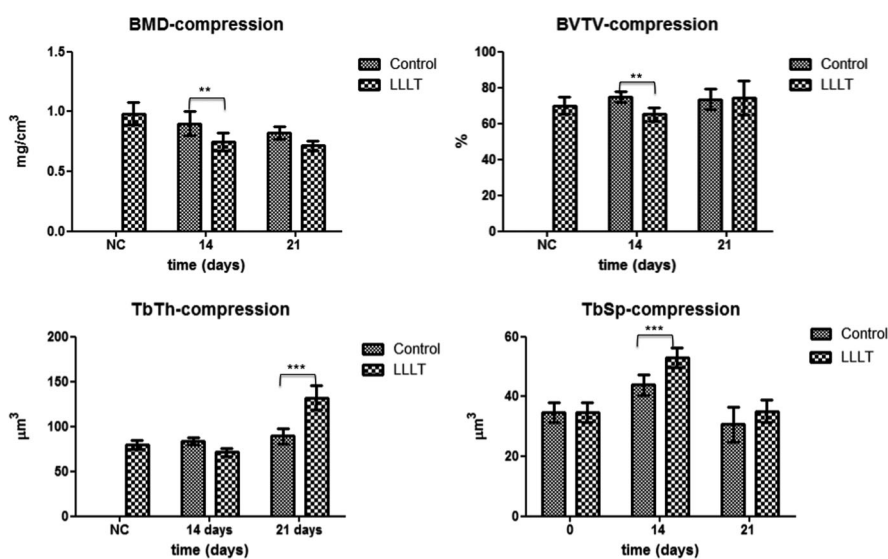 BMD-compression
1.5
1.0
0.5
0.0
mg/cm³
**
NC 14 21
time (days)
Control
LLLT
BVTV-compression
100
80
60
40
20
0
%
**
NC 14 21
time (days)
Control
LLLT
TbTh-compression
200
150
100
50
0
µm³
***
NC 14 days 21 days
time (days)
Control
LLLT
TbSp-compression
60
40
20
0
µm³
***
0 14 21
time (days)
Control
LLLT